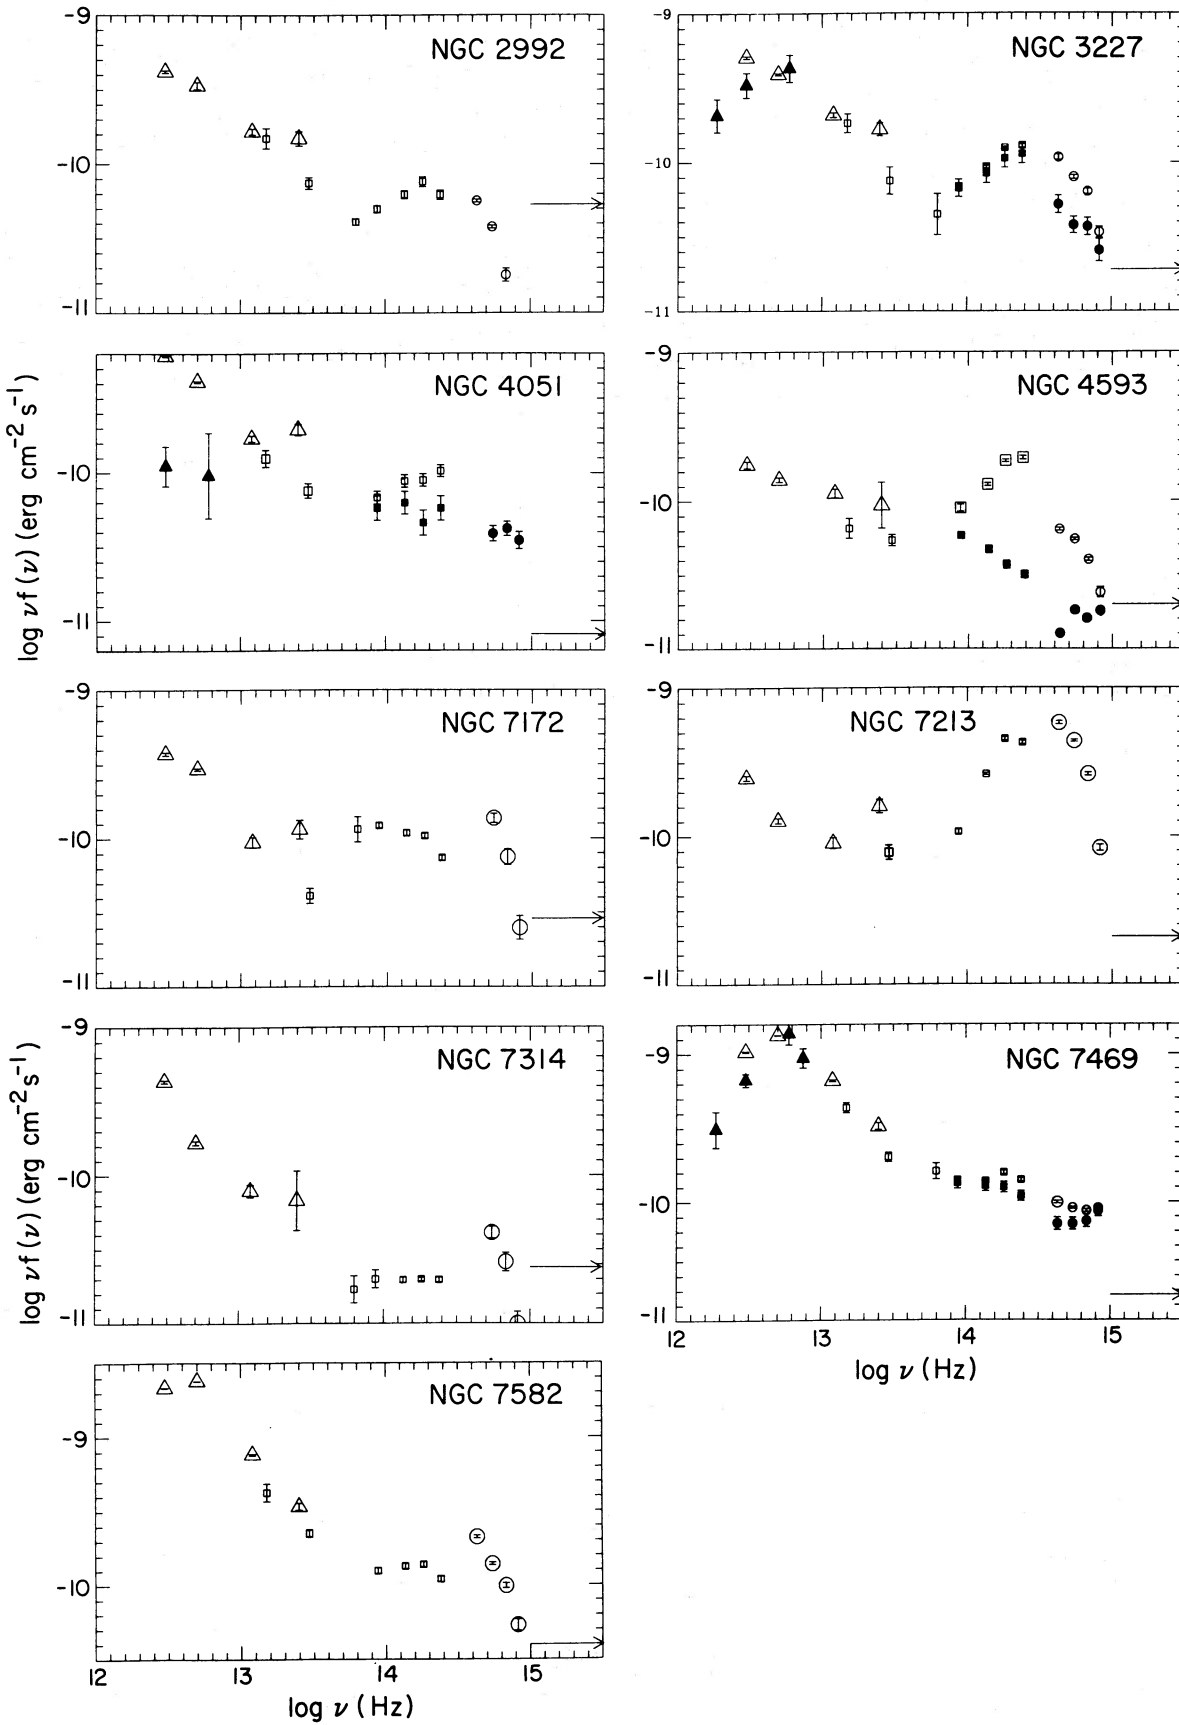 -9
NGC 2992
-10
-11
-9
NGC 3227
-10
-11
log νf(ν) (erg cm⁻² s⁻¹)
NGC 4051
-10
-11
-9
NGC 4593
-10
-11
-9
NGC 7172
-10
-11
-9
NGC 7213
-10
-11
log νf(ν) (erg cm⁻² s⁻¹)
-9
NGC 7314
-10
-11
-9
NGC 7469
-10
-11
12 13 14 15
log ν (Hz)
-9
NGC 7582
-10
12 13 14 15
log ν (Hz)